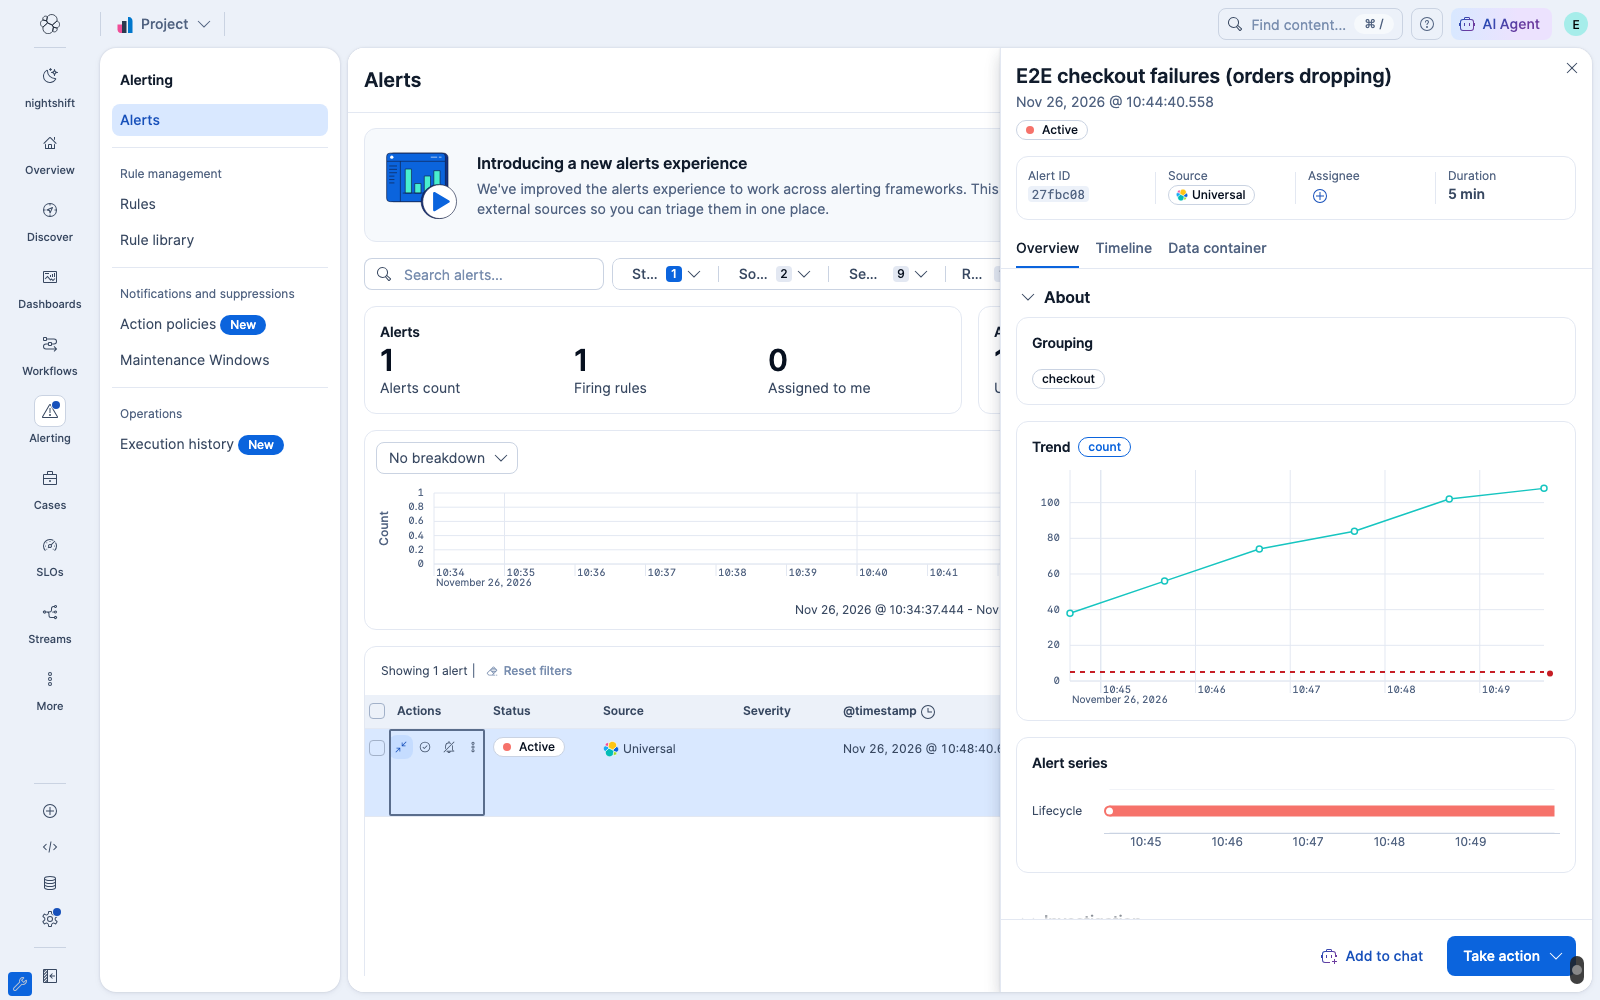 Project
Find content...
⌘ /
AI Agent
E
nightshift
Overview
Discover
Dashboards
Workflows
Alerting
Cases
SLOs
Streams
More
Alerting
Alerts
Rule management
Rules
Rule library
Notifications and suppressions
Action policies New
Maintenance Windows
Operations
Execution history New
Alerts
Introducing a new alerts experience
We've improved the alerts experience to work across alerting frameworks. This
external sources so you can triage them in one place.
Search alerts...
St... 1
So... 2
Se... 9
R...
Alerts
1
Alerts count
1
Firing rules
0
Assigned to me
No breakdown
Count
1
0.8
0.6
0.4
0.2
0
10:34 10:35 10:36 10:37 10:38 10:39 10:40 10:41
November 26, 2026
Nov 26, 2026 @ 10:34:37.444 - Nov
Showing 1 alert
Reset filters
Actions Status Source Severity @timestamp
Active Universal Nov 26, 2026 @ 10:48:40.6
E2E checkout failures (orders dropping)
Nov 26, 2026 @ 10:44:40.558
Active
Alert ID
27fbc08
Source
Universal
Assignee
Duration
5 min
Overview Timeline Data container
About
Grouping
checkout
Trend count
100
80
60
40
20
0
10:45 10:46 10:47 10:48 10:49
November 26, 2026
Alert series
Lifecycle
10:45 10:46 10:47 10:48 10:49
Add to chat
Take action